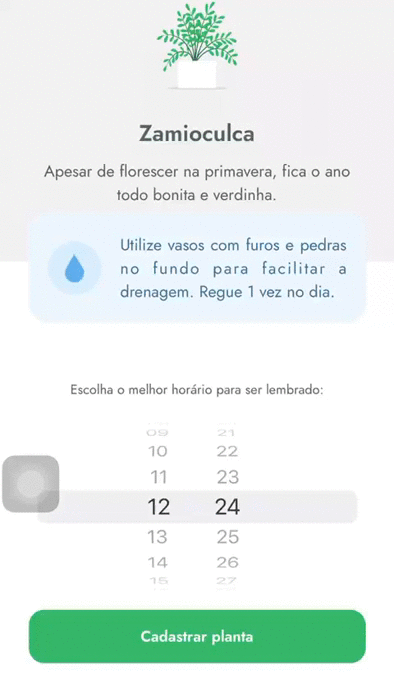 Zamioculca
Apesar de florescer na primavera, fica o ano
todo bonita e verdinha.
Utilize vasos com furos e pedras
no fundo para facilitar a
drenagem. Regue 1 vez no dia.
Escolha o melhor horário para ser lembrado:
09 21
10 22
11 23
12 24
13 25
14 26
15 27
Cadastrar planta